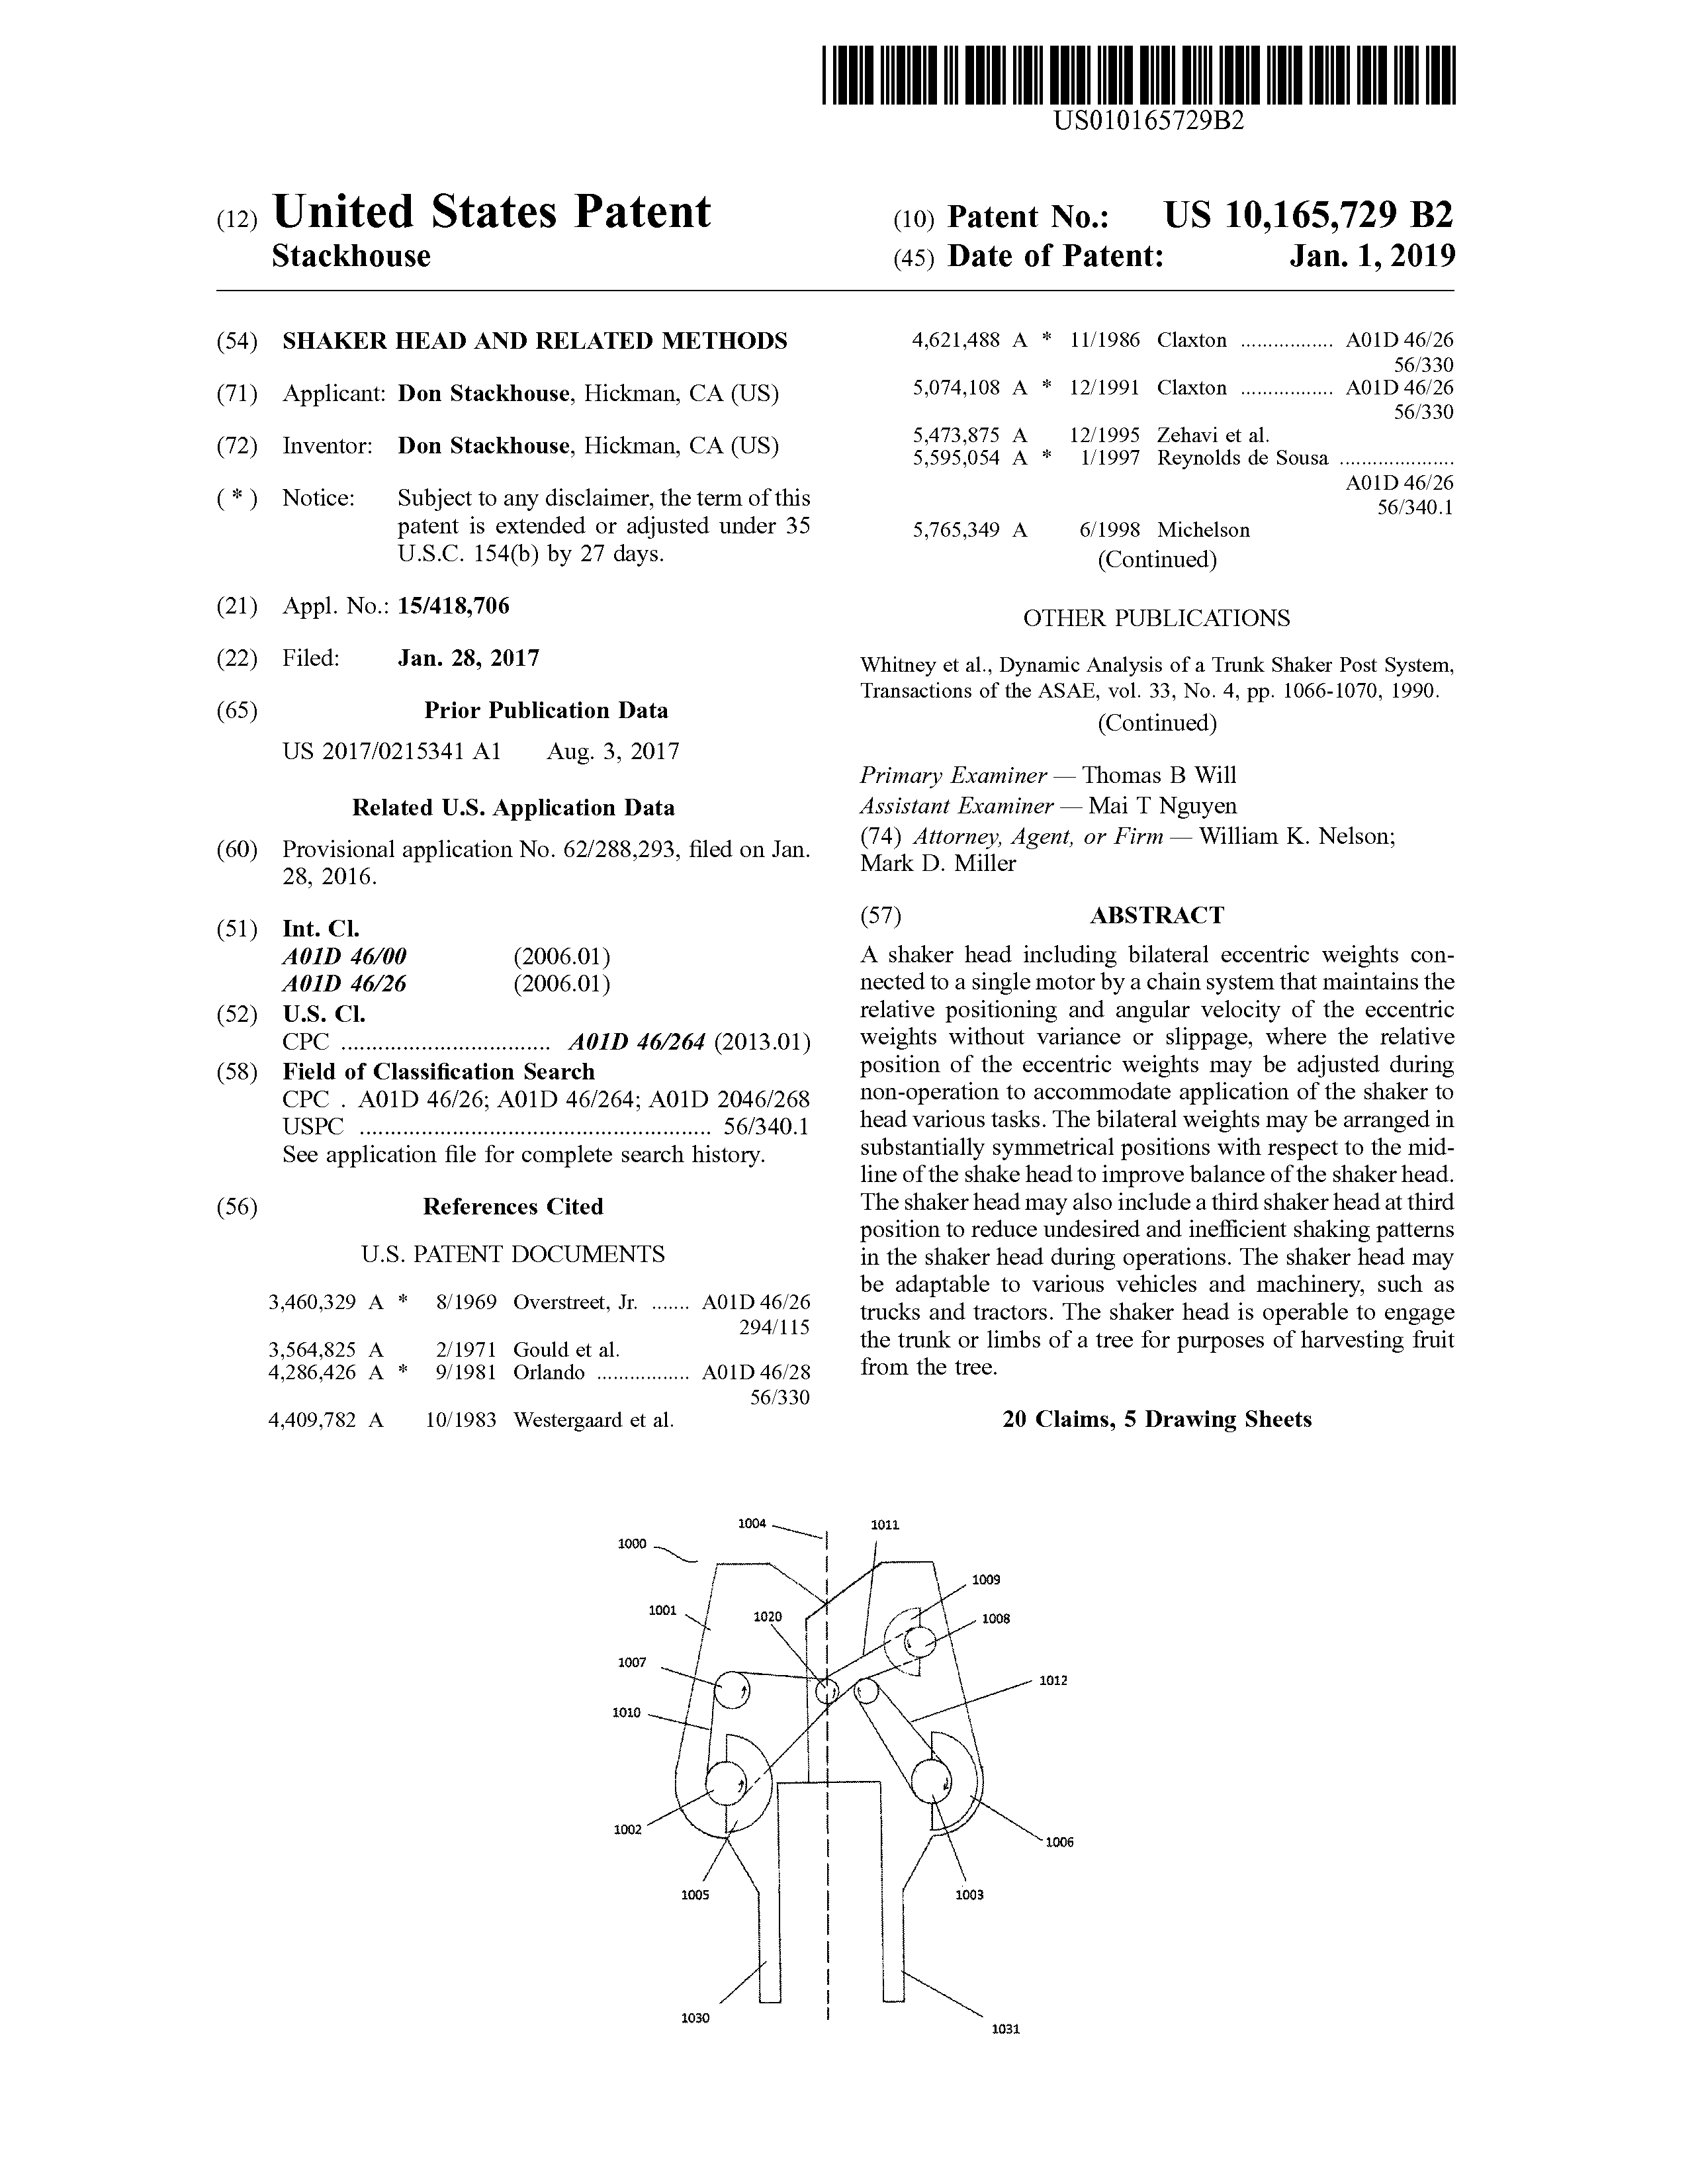 US010165729B2
(12) United States Patent
Stackhouse
(10) Patent No.: US 10,165,729 B2
(45) Date of Patent: Jan. 1, 2019
(54) SHAKER HEAD AND RELATED METHODS
(71) Applicant: Don Stackhouse, Hickman, CA (US)
(72) Inventor: Don Stackhouse, Hickman, CA (US)
( * ) Notice: Subject to any disclaimer, the term of this
patent is extended or adjusted under 35
U.S.C. 154(b) by 27 days.
(21) Appl. No.: 15/418,706
(22) Filed: Jan. 28, 2017
(65) Prior Publication Data
US 2017/0215341 A1 Aug. 3, 2017
Related U.S. Application Data
(60) Provisional application No. 62/288,293, filed on Jan.
28, 2016.
(51) Int. Cl.
A01D 46/00 (2006.01)
A01D 46/26 (2006.01)
(52) U.S. Cl.
CPC .................................. A01D 46/264 (2013.01)
(58) Field of Classification Search
CPC . A01D 46/26; A01D 46/264; A01D 2046/268
USPC ..................................................... 56/340.1
See application file for complete search history.
(56) References Cited
U.S. PATENT DOCUMENTS
3,460,329 A * 8/1969 Overstreet, Jr. ....... A01D 46/26
294/115
3,564,825 A 2/1971 Gould et al.
4,286,426 A * 9/1981 Orlando ................. A01D 46/28
56/330
4,409,782 A 10/1983 Westergaard et al.
4,621,488 A * 11/1986 Claxton ................. A01D 46/26
56/330
5,074,108 A * 12/1991 Claxton ................. A01D 46/26
56/330
5,473,875 A 12/1995 Zehavi et al.
5,595,054 A * 1/1997 Reynolds de Sousa .....................
A01D 46/26
56/340.1
5,765,349 A 6/1998 Michelson
(Continued)
OTHER PUBLICATIONS
Whitney et al., Dynamic Analysis of a Trunk Shaker Post System,
Transactions of the ASAE, vol. 33, No. 4, pp. 1066-1070, 1990.
(Continued)
Primary Examiner — Thomas B Will
Assistant Examiner — Mai T Nguyen
(74) Attorney, Agent, or Firm — William K. Nelson;
Mark D. Miller
(57) ABSTRACT
A shaker head including bilateral eccentric weights con-
nected to a single motor by a chain system that maintains the
relative positioning and angular velocity of the eccentric
weights without variance or slippage, where the relative
position of the eccentric weights may be adjusted during
non-operation to accommodate application of the shaker to
head various tasks. The bilateral weights may be arranged in
substantially symmetrical positions with respect to the mid-
line of the shake head to improve balance of the shaker head.
The shaker head may also include a third shaker head at third
position to reduce undesired and inefficient shaking patterns
in the shaker head during operations. The shaker head may
be adaptable to various vehicles and machinery, such as
trucks and tractors. The shaker head is operable to engage
the trunk or limbs of a tree for purposes of harvesting fruit
from the tree.
20 Claims, 5 Drawing Sheets
1004
1011
1000
1009
1001
1020
1008
1007
1012
1010
1002
1006
1005
1003
1030
1031